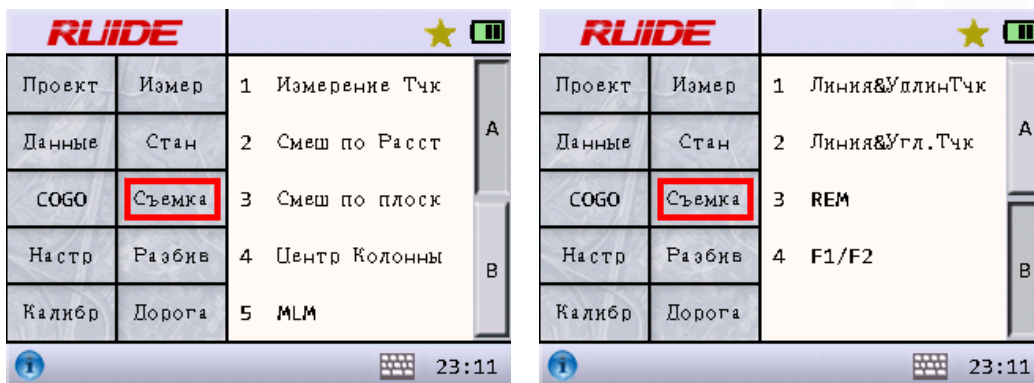 RUIDE
Проект Измер
Данные Стан
COGO Съемка
Настр Разбив
Калибр Дорога
1 Измерение Тчк
2 Смеш по Расст
3 Смеш по плоск
4 Центр Колонны
5 MLM
A
B
23:11
RUIDE
Проект Измер
Данные Стан
COGO Съемка
Настр Разбив
Калибр Дорога
1 Линия&УдлинТчк
2 Линия&Угл.Тчк
3 REM
4 F1/F2
A
B
23:11